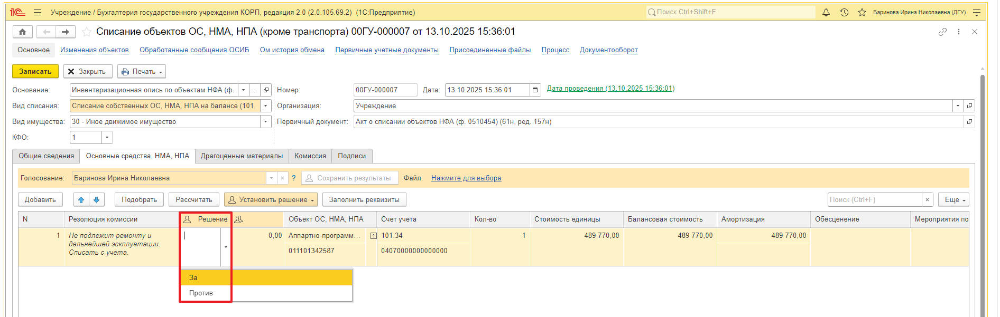 1С Учреждение / Бухгалтерия государственного учреждения КОРП, редакция 2.0 (2.0.105.69.2) (1С:Предприятие) Поиск Ctrl+Shift+F Баринова Ирина Николаевна (ДГУ)
Списание объектов ОС, НМА, НПА (кроме транспорта) 00ГУ-000007 от 13.10.2025 15:36:01
Основное Изменения объектов Обработанные сообщения ОСИБ Ом история обмена Первичные учетные документы Присоединенные файлы Процесс Документооборот
Записать Закрыть Печать
Основание: Инвентаризационная опись по объектам НФА (ф. ... Номер: 00ГУ-000007 Дата: 13.10.2025 15:36:01 Дата проведения (13.10.2025 15:36:01)
Вид списания: Списание собственных ОС, НМА, НПА на балансе (101, Организация: Учреждение
Вид имущества: 30 - Иное движимое имущество Первичный документ: Акт о списании объектов НФА (ф. 0510454) (61н, ред. 157н)
КФО: 1
Общие сведения Основные средства, НМА, НПА Драгоценные материалы Комиссия Подписи
Голосование: Баринова Ирина Николаевна × ? Сохранить результаты Файл: Нажмите для выбора
Добавить Подобрать Рассчитать Установить решение Заполнить реквизиты Поиск (Ctrl+F) × Еще
N Резолюция комиссии Решение Объект ОС, НМА, НПА Счет учета Кол-во Стоимость единицы Балансовая стоимость Амортизация Обесценение Мероприятия по
1 Не подлежит ремонту и 0,00 Аппартно-программ... 1 101.34 1 489 770,00 489 770,00 489 770,00
дальнейшей эскплуатации. 011101342587 04070000000000000
Списать с учета.
За
Против